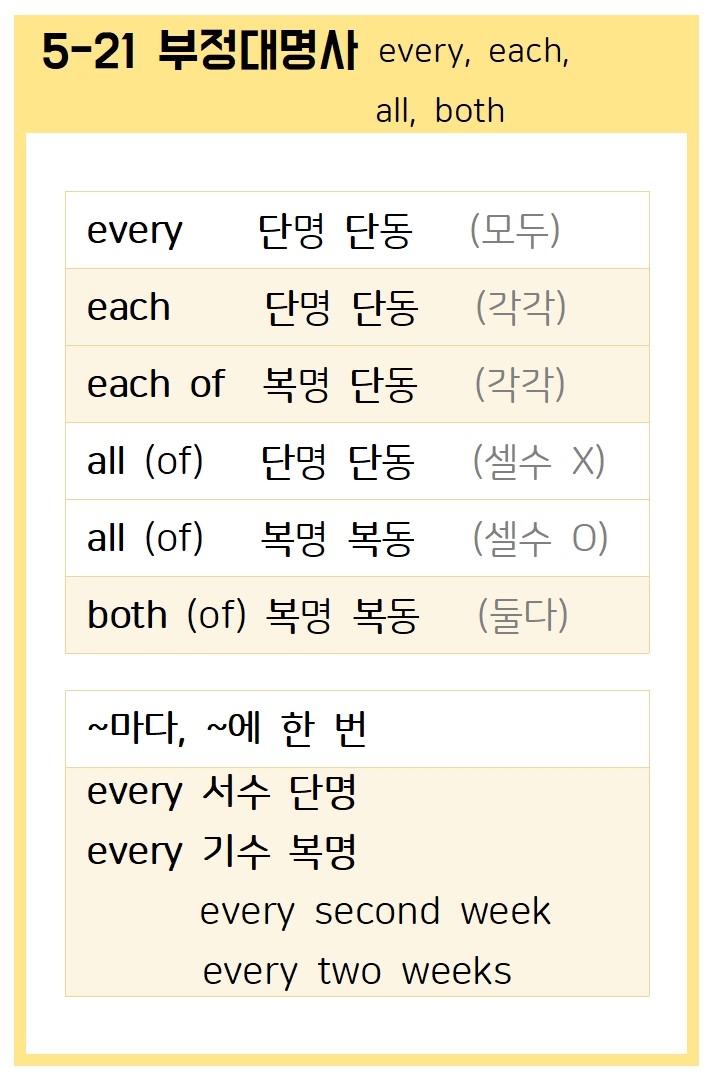 5-21 부정대명사 every, each,
all, both
every 단명 단동 (모두)
each 단명 단동 (각각)
each of 복명 단동 (각각)
all (of) 단명 단동 (셀수 X)
all (of) 복명 복동 (셀수 O)
both (of) 복명 복동 (둘다)
~마다, ~에 한 번
every 서수 단명
every 기수 복명
every second week
every two weeks